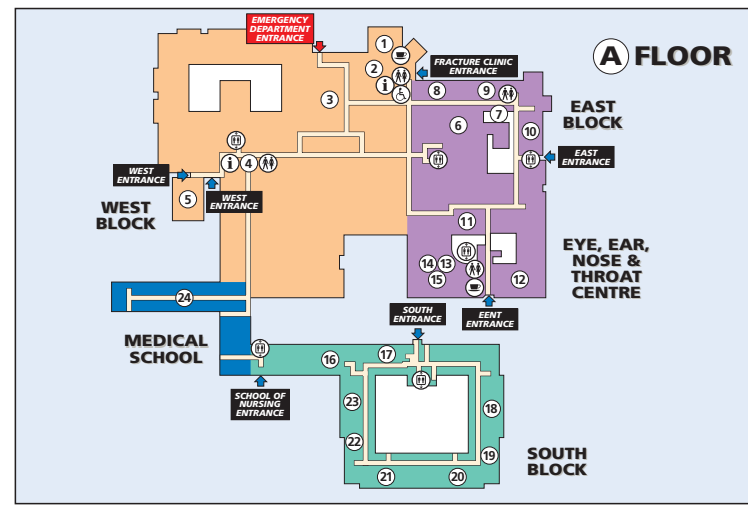 EMERGENCY
DEPARTMENT
ENTRANCE
A FLOOR
1
2
i
3
FRACTURE CLINIC
ENTRANCE
8
9
7
6
10
EAST
BLOCK
EAST
ENTRANCE
i
4
WEST
ENTRANCE
5
WEST
ENTRANCE
WEST
BLOCK
11
14
13
15
12
EYE, EAR,
NOSE &
THROAT
CENTRE
24
SOUTH
ENTRANCE
EENT
ENTRANCE
MEDICAL
SCHOOL
16
17
SCHOOL OF
NURSING
ENTRANCE
23
18
22
19
21
20
SOUTH
BLOCK